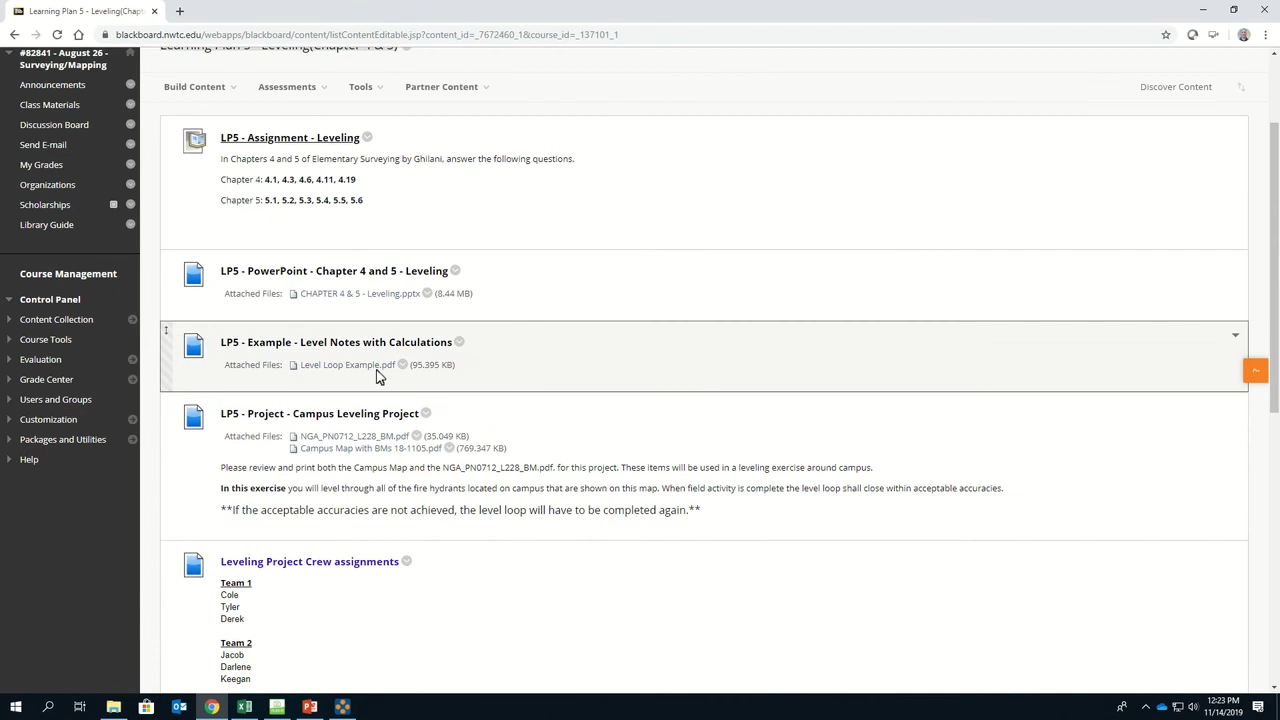 Learning Plan 5 - Leveling(Chapt
blackboard.nwtc.edu/webapps/blackboard/content/listContentEditable.jsp?content_id=_7672460_1&course_id=_137101_1
#82841 - August 26 -
Surveying/Mapping
Announcements
Class Materials
Discussion Board
Send E-mail
My Grades
Organizations
Scholarships
Library Guide
Course Management
Control Panel
Content Collection
Course Tools
Evaluation
Grade Center
Users and Groups
Customization
Packages and Utilities
Help
Learning Plan 5 - Leveling(Chapter 4 & 5)
Build Content
Assessments
Tools
Partner Content
Discover Content
LP5 - Assignment - Leveling
In Chapters 4 and 5 of Elementary Surveying by Ghilani, answer the following questions.
Chapter 4: 4.1, 4.3, 4.6, 4.11, 4.19
Chapter 5: 5.1, 5.2, 5.3, 5.4, 5.5, 5.6
LP5 - PowerPoint - Chapter 4 and 5 - Leveling
Attached Files: CHAPTER 4 & 5 - Leveling.pptx (8.44 MB)
LP5 - Example - Level Notes with Calculations
Attached Files: Level Loop Example.pdf (95.395 KB)
LP5 - Project - Campus Leveling Project
Attached Files: NGA_PN0712_L228_BM.pdf (35.049 KB)
Campus Map with BMs 18-1105.pdf (769.347 KB)
Please review and print both the Campus Map and the NGA_PN0712_L228_BM.pdf. for this project. These items will be used in a leveling exercise around campus.
In this exercise you will level through all of the fire hydrants located on campus that are shown on this map. When field activity is complete the level loop shall close within acceptable accuracies.
**If the acceptable accuracies are not achieved, the level loop will have to be completed again.**
Leveling Project Crew assignments
Team 1
Cole
Tyler
Derek
Team 2
Jacob
Darlene
Keegan
12:23 PM
11/14/2019